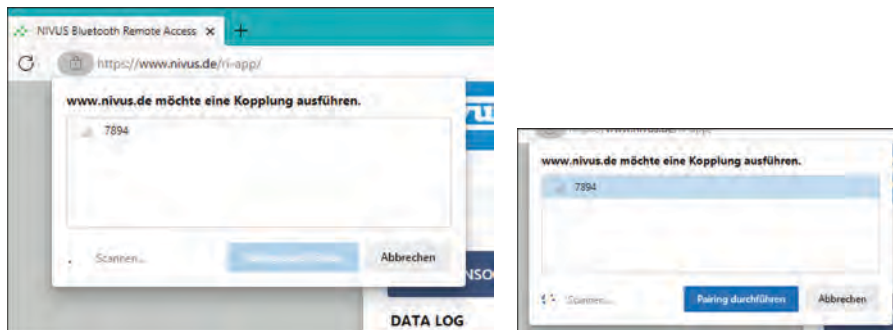 NIVUS Bluetooth Remote Access
https://www.nivus.de/ri-app/
www.nivus.de möchte eine Kopplung ausführen.
7894
Scannen...
Abbrechen
NSO
DATA LOG
www.nivus.de möchte eine Kopplung ausführen.
7894
Scannen...
Pairing durchführen
Abbrechen